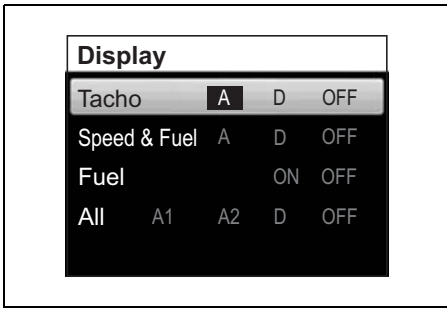 Display
Tacho A D OFF
Speed & Fuel A D OFF
Fuel ON OFF
All A1 A2 D OFF